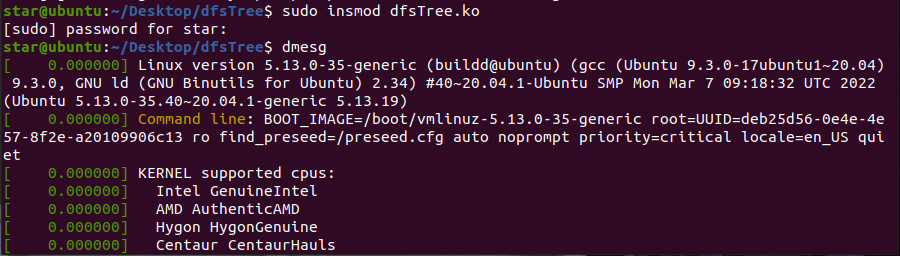 star@ubuntu:~/Desktop/dfsTree$ sudo insmod dfsTree.ko
[sudo] password for star:
star@ubuntu:~/Desktop/dfsTree$ dmesg
[    0.000000] Linux version 5.13.0-35-generic (buildd@ubuntu) (gcc (Ubuntu 9.3.0-17ubuntu1~20.04)
 9.3.0, GNU ld (GNU Binutils for Ubuntu) 2.34) #40~20.04.1-Ubuntu SMP Mon Mar 7 09:18:32 UTC 2022
(Ubuntu 5.13.0-35.40~20.04.1-generic 5.13.19)
[    0.000000] Command line: BOOT_IMAGE=/boot/vmlinuz-5.13.0-35-generic root=UUID=deb25d56-0e4e-4e
57-8f2e-a20109906c13 ro find_preseed=/preseed.cfg auto noprompt priority=critical locale=en_US qui
et
[    0.000000] KERNEL supported cpus:
[    0.000000]   Intel GenuineIntel
[    0.000000]   AMD AuthenticAMD
[    0.000000]   Hygon HygonGenuine
[    0.000000]   Centaur CentaurHauls